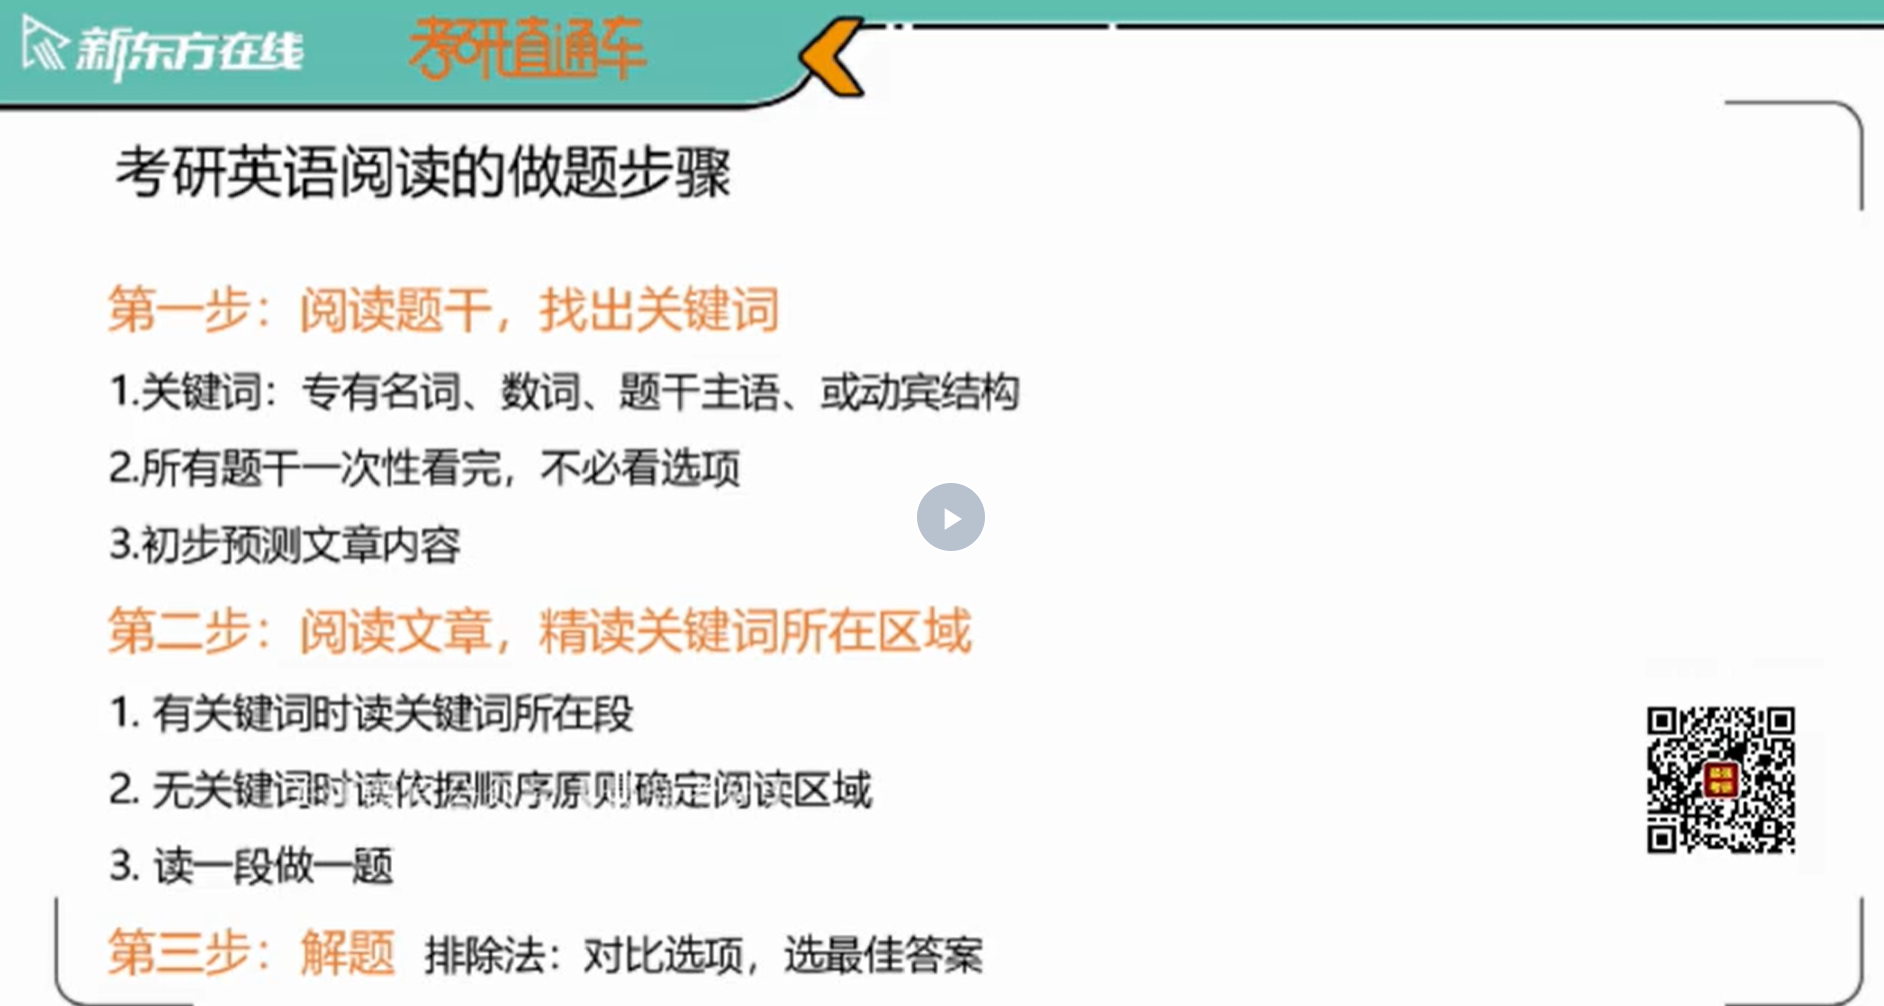 新东方在线
考研直通车
考研英语阅读的做题步骤
第一步：阅读题干，找出关键词
1.关键词：专有名词、数词、题干主语、或动宾结构
2.所有题干一次性看完，不必看选项
3.初步预测文章内容
第二步：阅读文章，精读关键词所在区域
1. 有关键词时读关键词所在段
2. 无关键词时读依据顺序原则确定阅读区域
3. 读一段做一题
第三步：解题 排除法：对比选项，选最佳答案